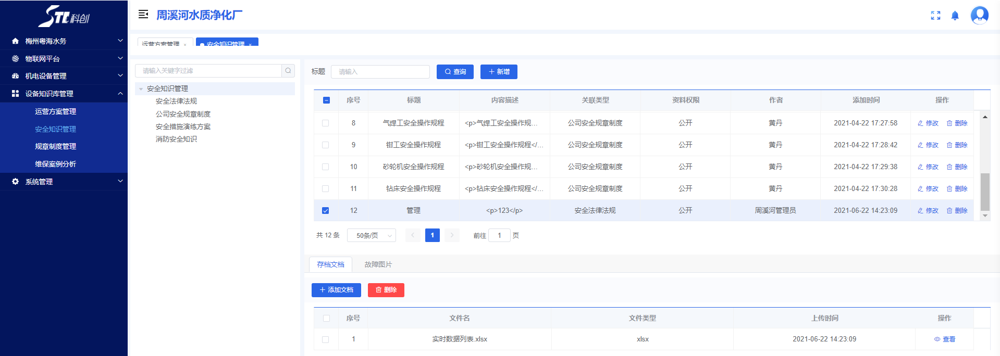 STC科创
周溪河水质净化厂
梅州粤海水务
物联网平台
机电设备管理
设备知识库管理
运营方案管理
安全知识管理
规章制度管理
维保案例分析
系统管理
运营方案管理 ×
安全知识管理 ×
请输入关键字过滤
安全知识管理
安全法律法规
公司安全规章制度
安全措施演练方案
消防安全知识
标题 请输入 查询 + 新增
序号 标题 内容描述 关联类型 资料权限 作者 添加时间 操作
8 气焊工安全操作规程 <p>气焊工安全操作规... 公司安全规章制度 公开 黄丹 2021-04-22 17:27:58 修改 删除
9 钳工安全操作规程 <p>钳工安全操作规程</... 公司安全规章制度 公开 黄丹 2021-04-22 17:28:42 修改 删除
10 砂轮机安全操作规程 <p>砂轮机安全操作规... 公司安全规章制度 公开 黄丹 2021-04-22 17:29:38 修改 删除
11 钻床安全操作规程 <p>钻床安全操作规程</... 公司安全规章制度 公开 黄丹 2021-04-22 17:30:28 修改 删除
12 管理 <p>123</p> 安全法律法规 公开 周溪河管理员 2021-06-22 14:23:09 修改 删除
共 12 条 50条/页 1 前往 1 页
存档文档 故障图片
+ 添加文档 删除
序号 文件名 文件类型 上传时间 操作
1 实时数据列表.xlsx xlsx 2021-06-22 14:23:09 查看